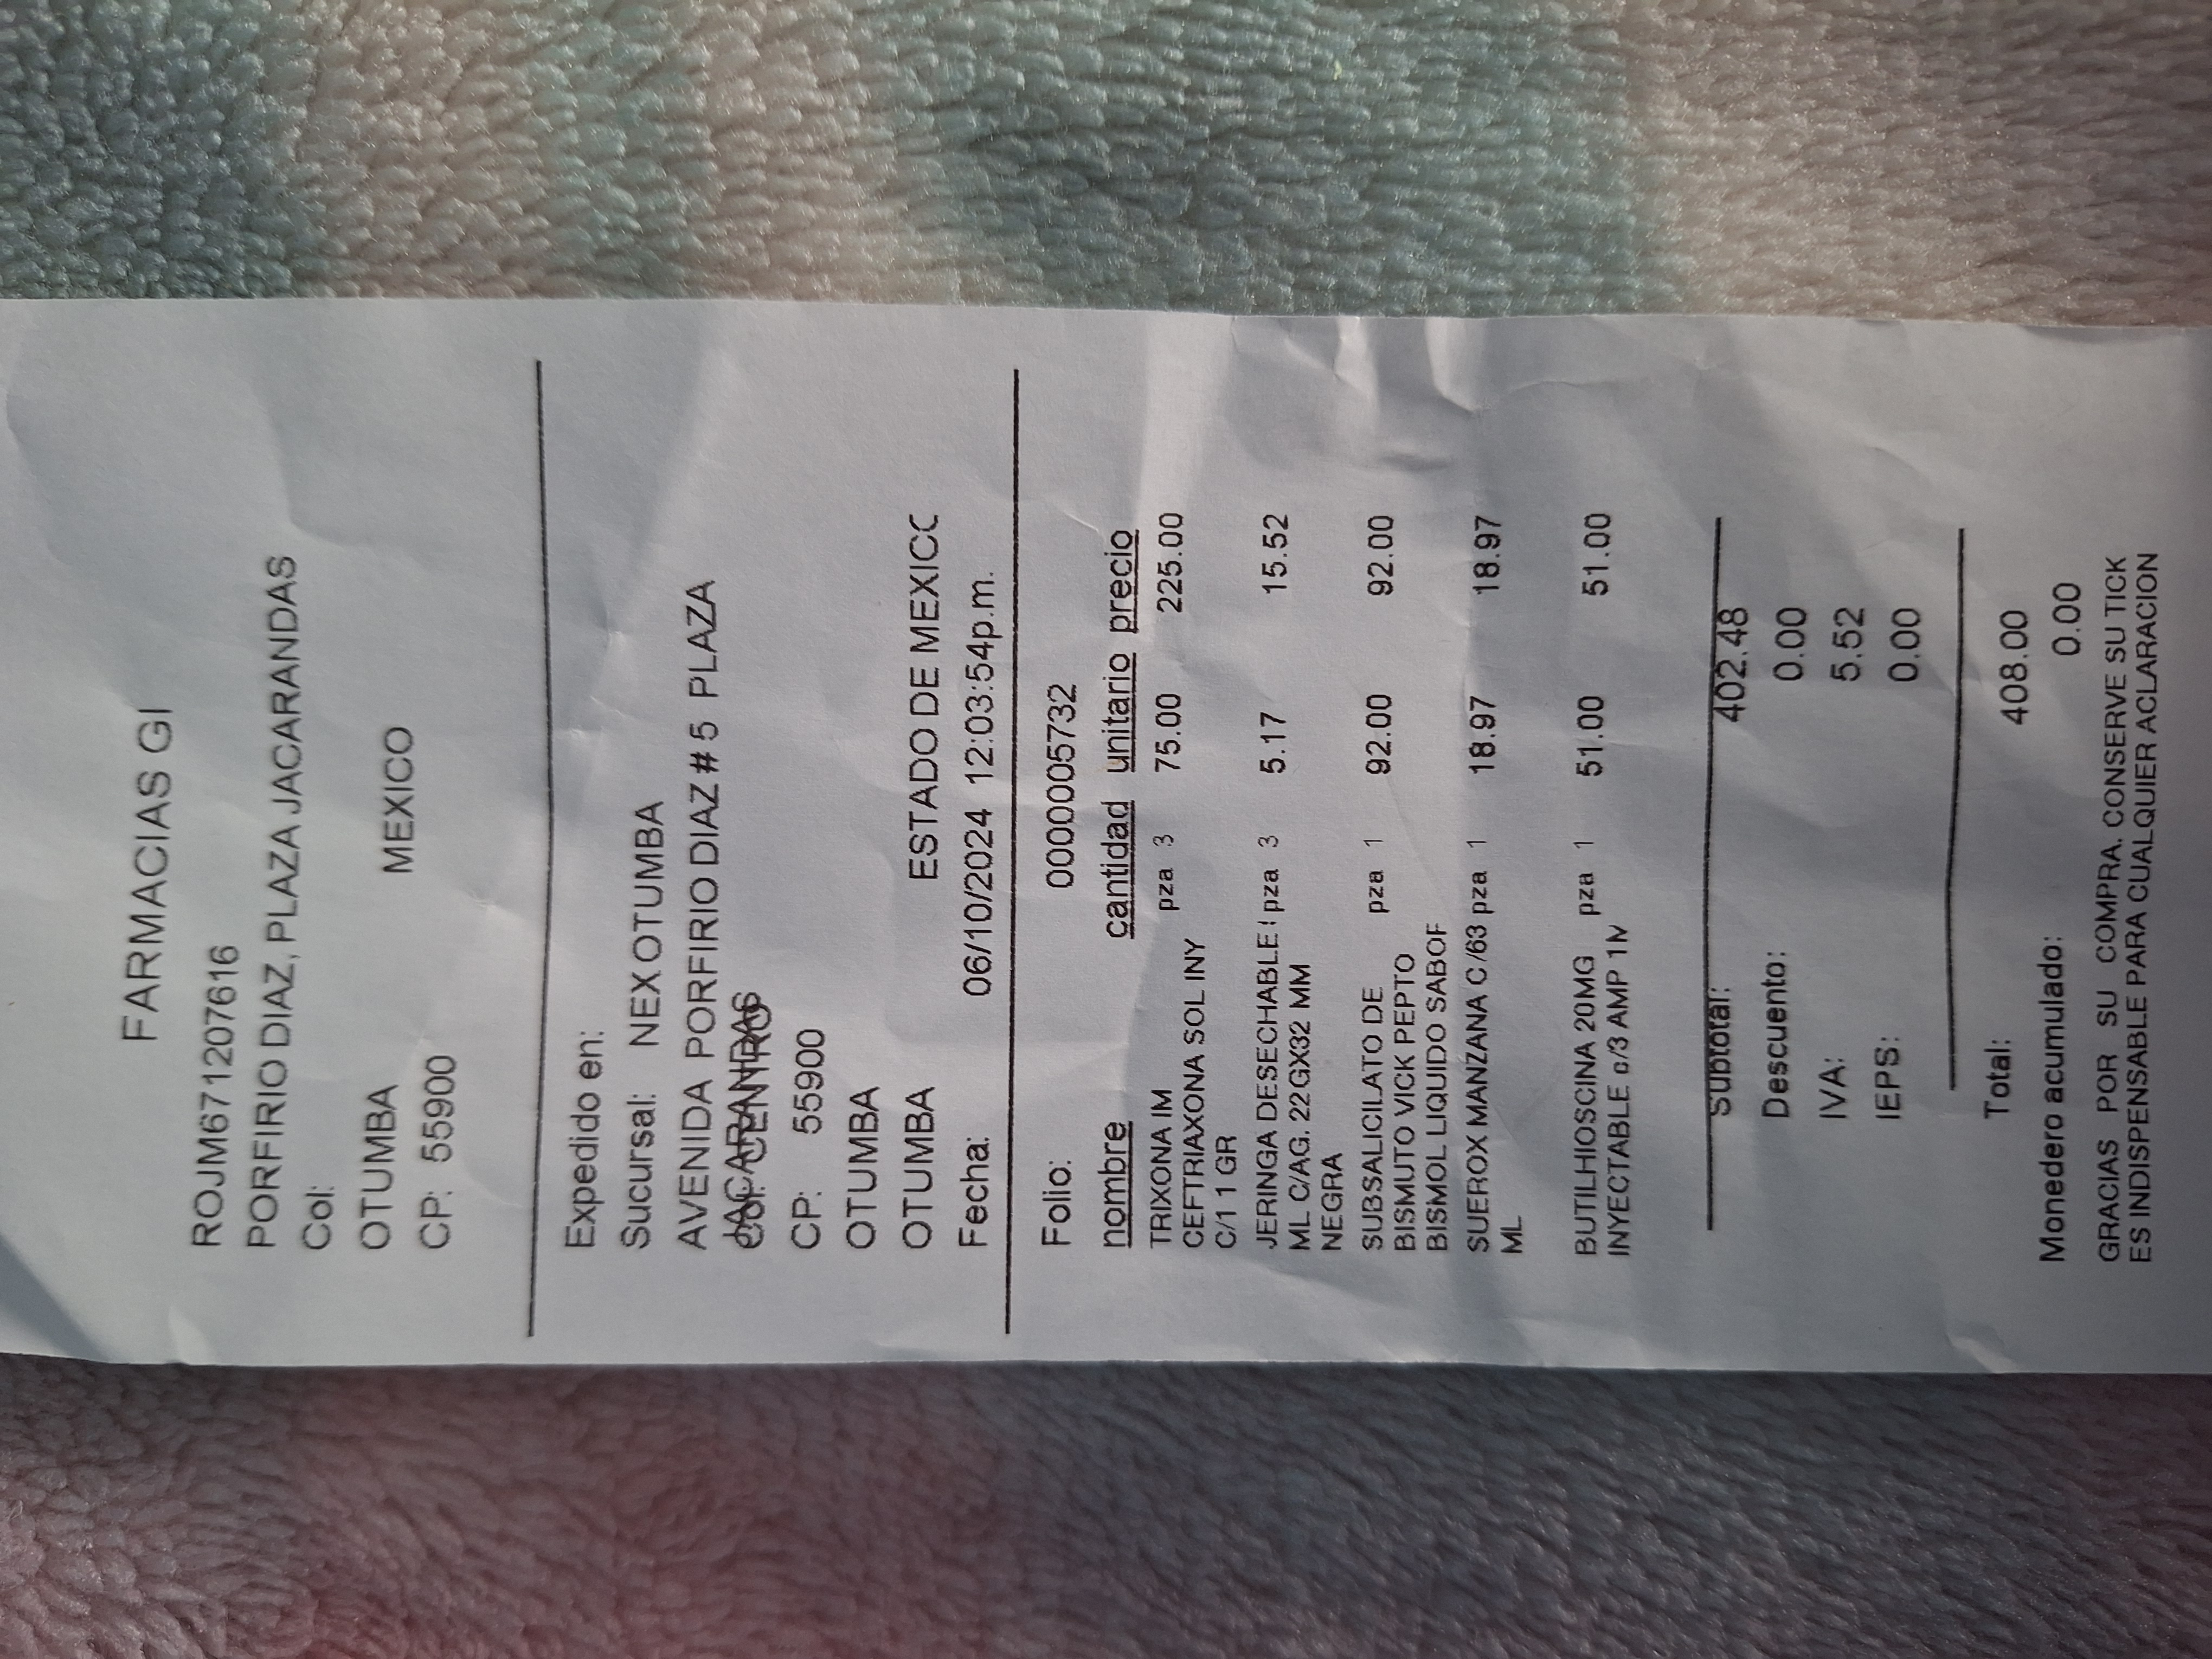 FARMACIAS GI
ROJM671207616
PORFIRIO DIAZ, PLAZA JACARANDAS
Col:
OTUMBA MEXICO
CP: 55900
Expedido en:
Sucursal: NEX OTUMBA
AVENIDA PORFIRIO DIAZ # 5 PLAZA
JACARANDAS
Col: CENTRO
CP: 55900
OTUMBA
OTUMBA ESTADO DE MEXICO
Fecha: 06/10/2024 12:03:54p.m.
Folio: 0000005732
nombre cantidad unitario precio
TRIXONA IM pza 3 75.00 225.00
CEFTRIAXONA SOL INY
C/1 1 GR
JERINGA DESECHABLE pza 3 5.17 15.52
ML C/AG. 22GX32 MM
NEGRA
SUBSALICILATO DE pza 1 92.00 92.00
BISMUTO VICK PEPTO
BISMOL LIQUIDO SABOF
SUEROX MANZANA C/63 pza 1 18.97 18.97
ML
BUTILHIOSCINA 20MG pza 1 51.00 51.00
INYECTABLE c/3 AMP 1N
Subtotal: 402.48
Descuento: 0.00
IVA: 5.52
IEPS: 0.00
Total: 408.00
Monedero acumulado: 0.00
GRACIAS POR SU COMPRA, CONSERVE SU TICK
ES INDISPENSABLE PARA CUALQUIER ACLARACION